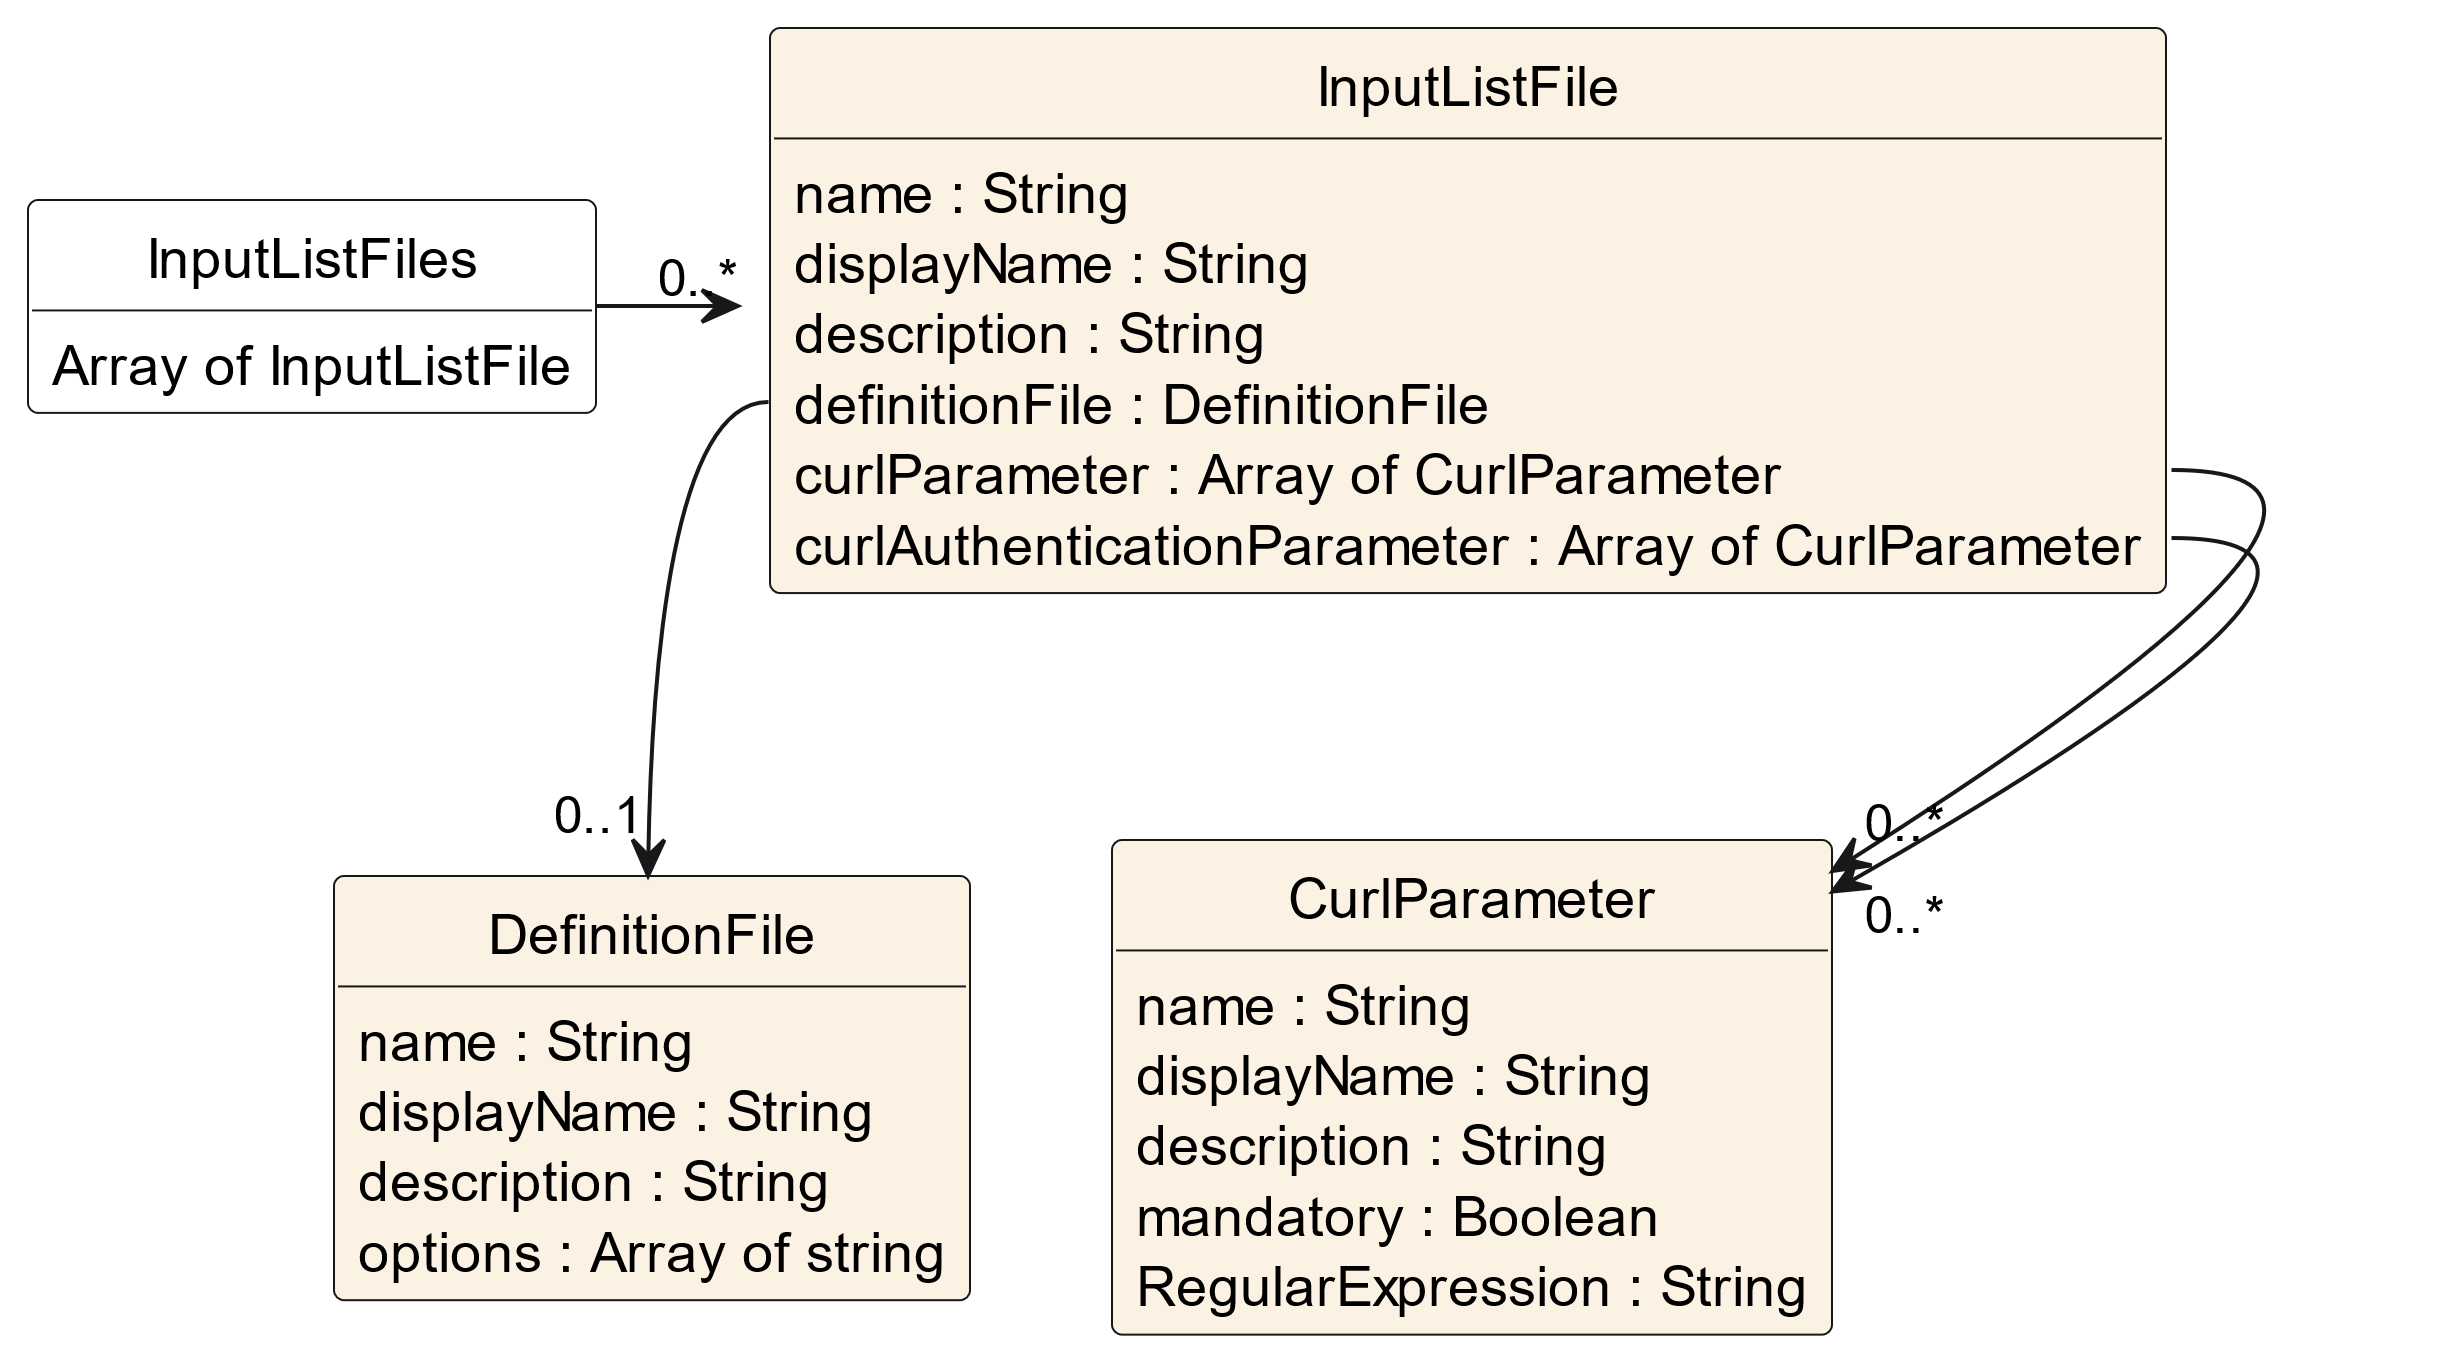 InputListFiles
Array of InputListFile
0..*
InputListFile
name : String
displayName : String
description : String
definitionFile : DefinitionFile
curlParameter : Array of CurlParameter
curlAuthenticationParameter : Array of CurlParameter
0..1
DefinitionFile
name : String
displayName : String
description : String
options : Array of string
0..*
0..*
CurlParameter
name : String
displayName : String
description : String
mandatory : Boolean
RegularExpression : String